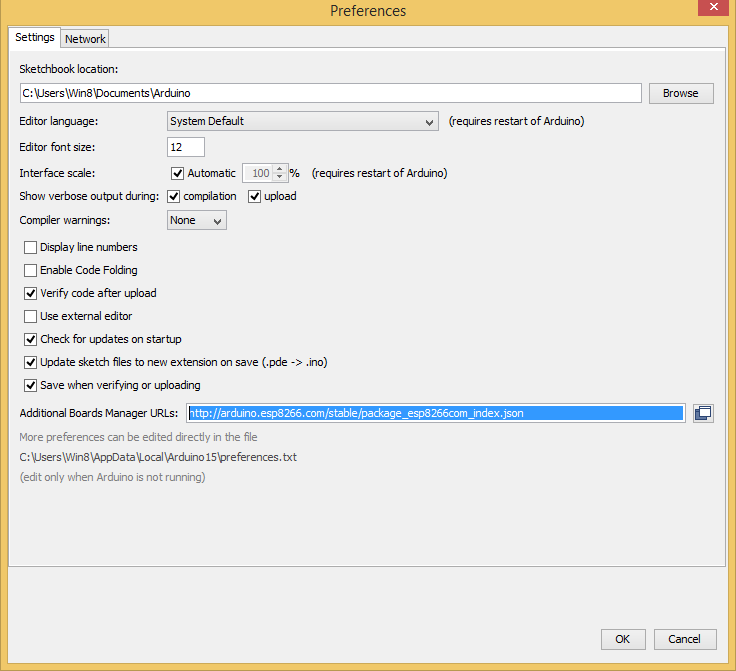 Preferences
Settings Network
Sketchbook location:
C:\Users\Win8\Documents\Arduino Browse
Editor language: System Default (requires restart of Arduino)
Editor font size: 12
Interface scale: Automatic 100 % (requires restart of Arduino)
Show verbose output during: compilation upload
Compiler warnings: None
Display line numbers
Enable Code Folding
Verify code after upload
Use external editor
Check for updates on startup
Update sketch files to new extension on save (.pde -> .ino)
Save when verifying or uploading
Additional Boards Manager URLs: http://arduino.esp8266.com/stable/package_esp8266com_index.json
More preferences can be edited directly in the file
C:\Users\Win8\AppData\Local\Arduino15\preferences.txt
(edit only when Arduino is not running)
OK Cancel